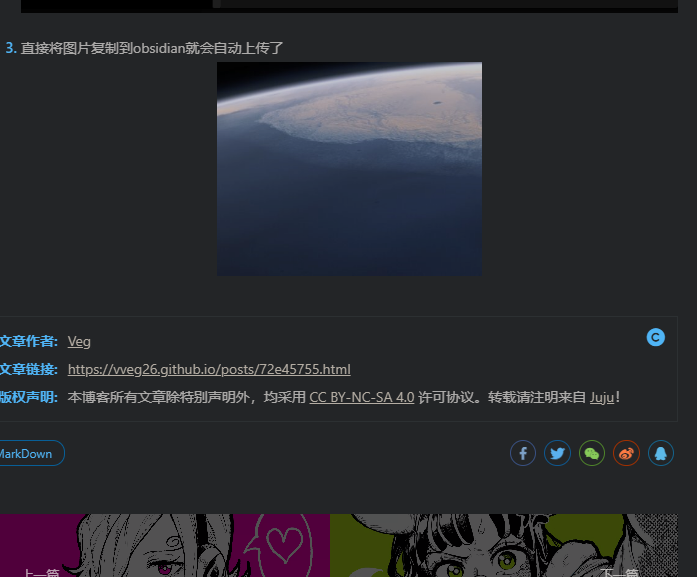 3. 直接将图片复制到obsidian就会自动上传了
文章作者: Veg
文章链接: https://vveg26.github.io/posts/72e45755.html
版权声明: 本博客所有文章除特别声明外，均采用 CC BY-NC-SA 4.0 许可协议。转载请注明来自 Juju！
MarkDown
上一篇 下一篇